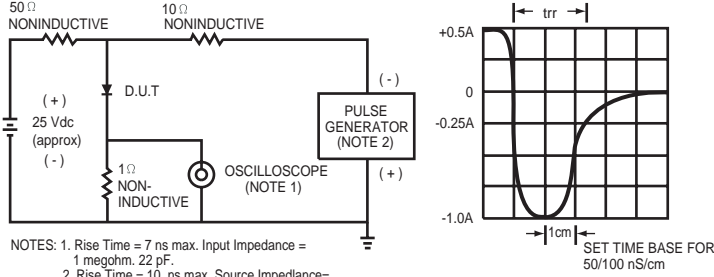 50 Ω
NONINDUCTIVE
10 Ω
NONINDUCTIVE
D.U.T
( + )
25 Vdc
(approx)
( - )
1 Ω
NON-
INDUCTIVE
OSCILLOSCOPE
(NOTE 1)
( - )
PULSE
GENERATOR
(NOTE 2)
( + )
trr
+0.5A
0
-0.25A
-1.0A
1cm
SET TIME BASE FOR
50/100 nS/cm
NOTES: 1. Rise Time = 7 ns max. Input Impedance =
1 megohm. 22 pF.
2. Rise Time = 10 ns max. Source Impedlance=